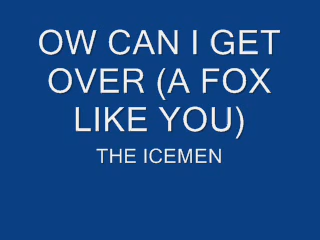 OW CAN I GET
OVER (A FOX
LIKE YOU)
THE ICEMEN